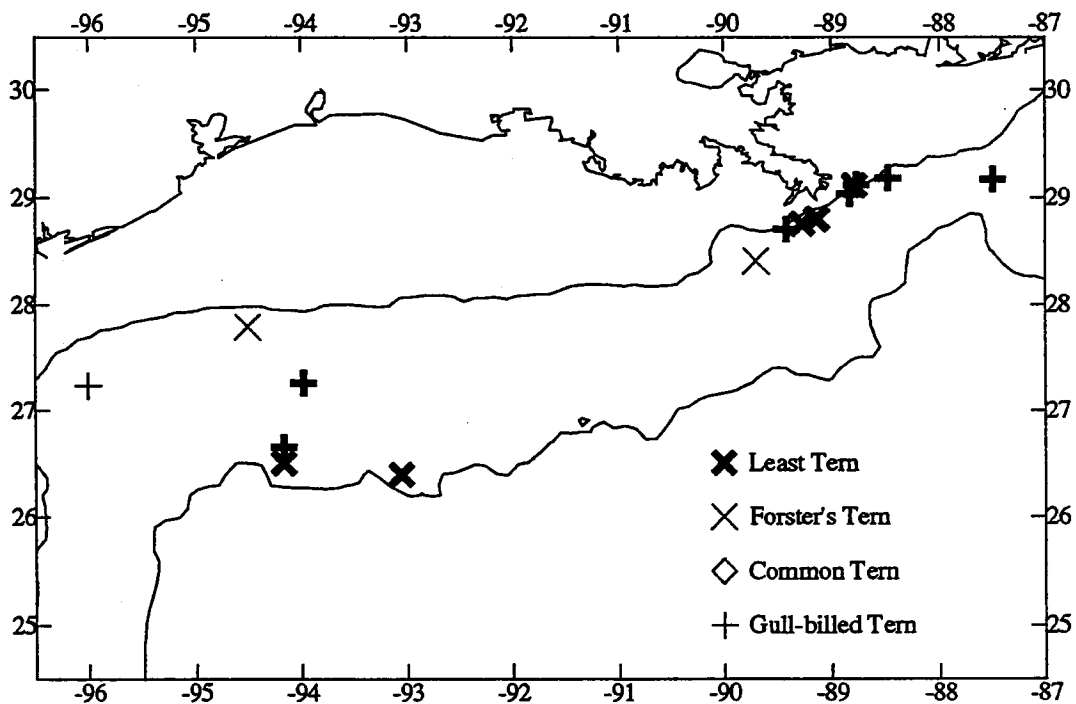 -96 -95 -94 -93 -92 -91 -90 -89 -88 -87
30 30
29 29
28 28
27 27
26 26
25 25
Least Tern
Forster's Tern
Common Tern
Gull-billed Tern
-96 -95 -94 -93 -92 -91 -90 -89 -88 -87